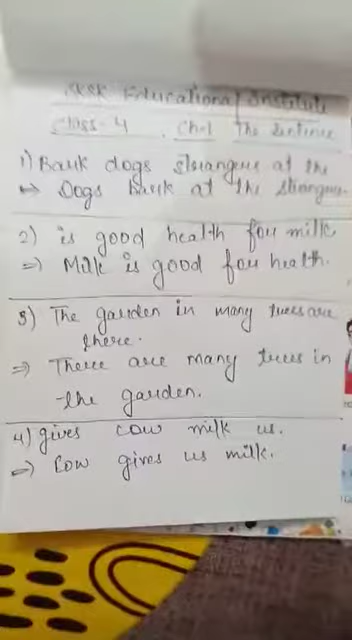 SKSK Educational Institute
Class-4 Ch-1 The Sentence
1) Bark dogs strangers at the
⇒ Dogs bark at the strangers.
2) is good health for milk
⇒ Milk is good for health.
3) The garden in many trees are
there.
⇒ There are many trees in
the garden.
4) gives cow milk us.
⇒ Cow gives us milk.